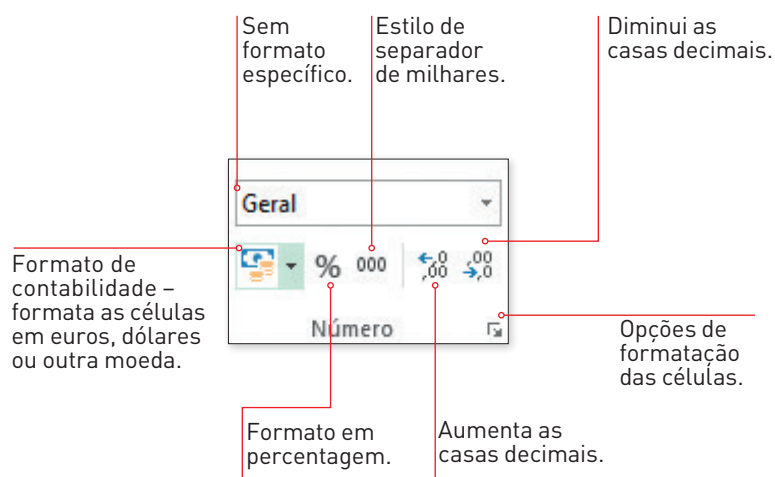 Sem
formato
específico.
Estilo de
separador
de milhares.
Diminui as
casas decimais.
Geral
% 000 ←,0 ,00 ,00 →,0
Número
Formato de
contabilidade –
formata as células
em euros, dólares
ou outra moeda.
Opções de
formatação
das células.
Formato em
percentagem.
Aumenta as
casas decimais.